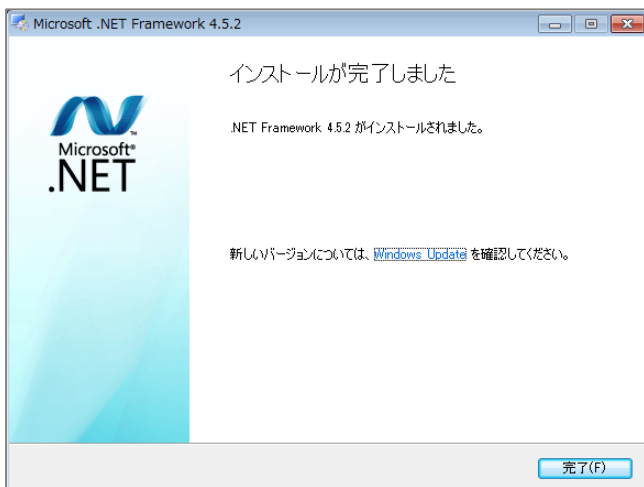 Microsoft .NET Framework 4.5.2
インストールが完了しました
.NET Framework 4.5.2 がインストールされました。
Microsoft®
.NET™
新しいバージョンについては、Windows Update を確認してください。
完了(F)